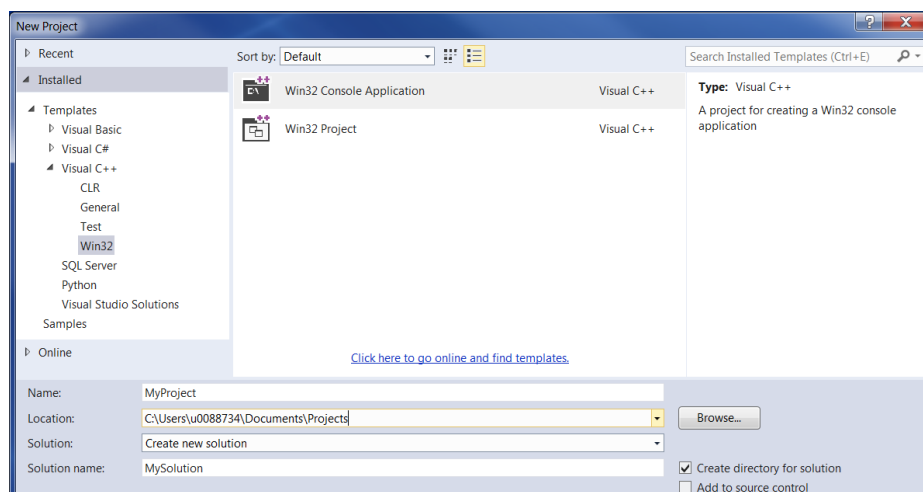 New Project
Recent
Installed
Templates
Visual Basic
Visual C#
Visual C++
CLR
General
Test
Win32
SQL Server
Python
Visual Studio Solutions
Samples
Online
Sort by: Default
Win32 Console Application Visual C++
Win32 Project Visual C++
Click here to go online and find templates.
Search Installed Templates (Ctrl+E)
Type: Visual C++
A project for creating a Win32 console
application
Name: MyProject
Location: C:\Users\u0088734\Documents\Projects
Browse...
Solution: Create new solution
Solution name: MySolution
Create directory for solution
Add to source control